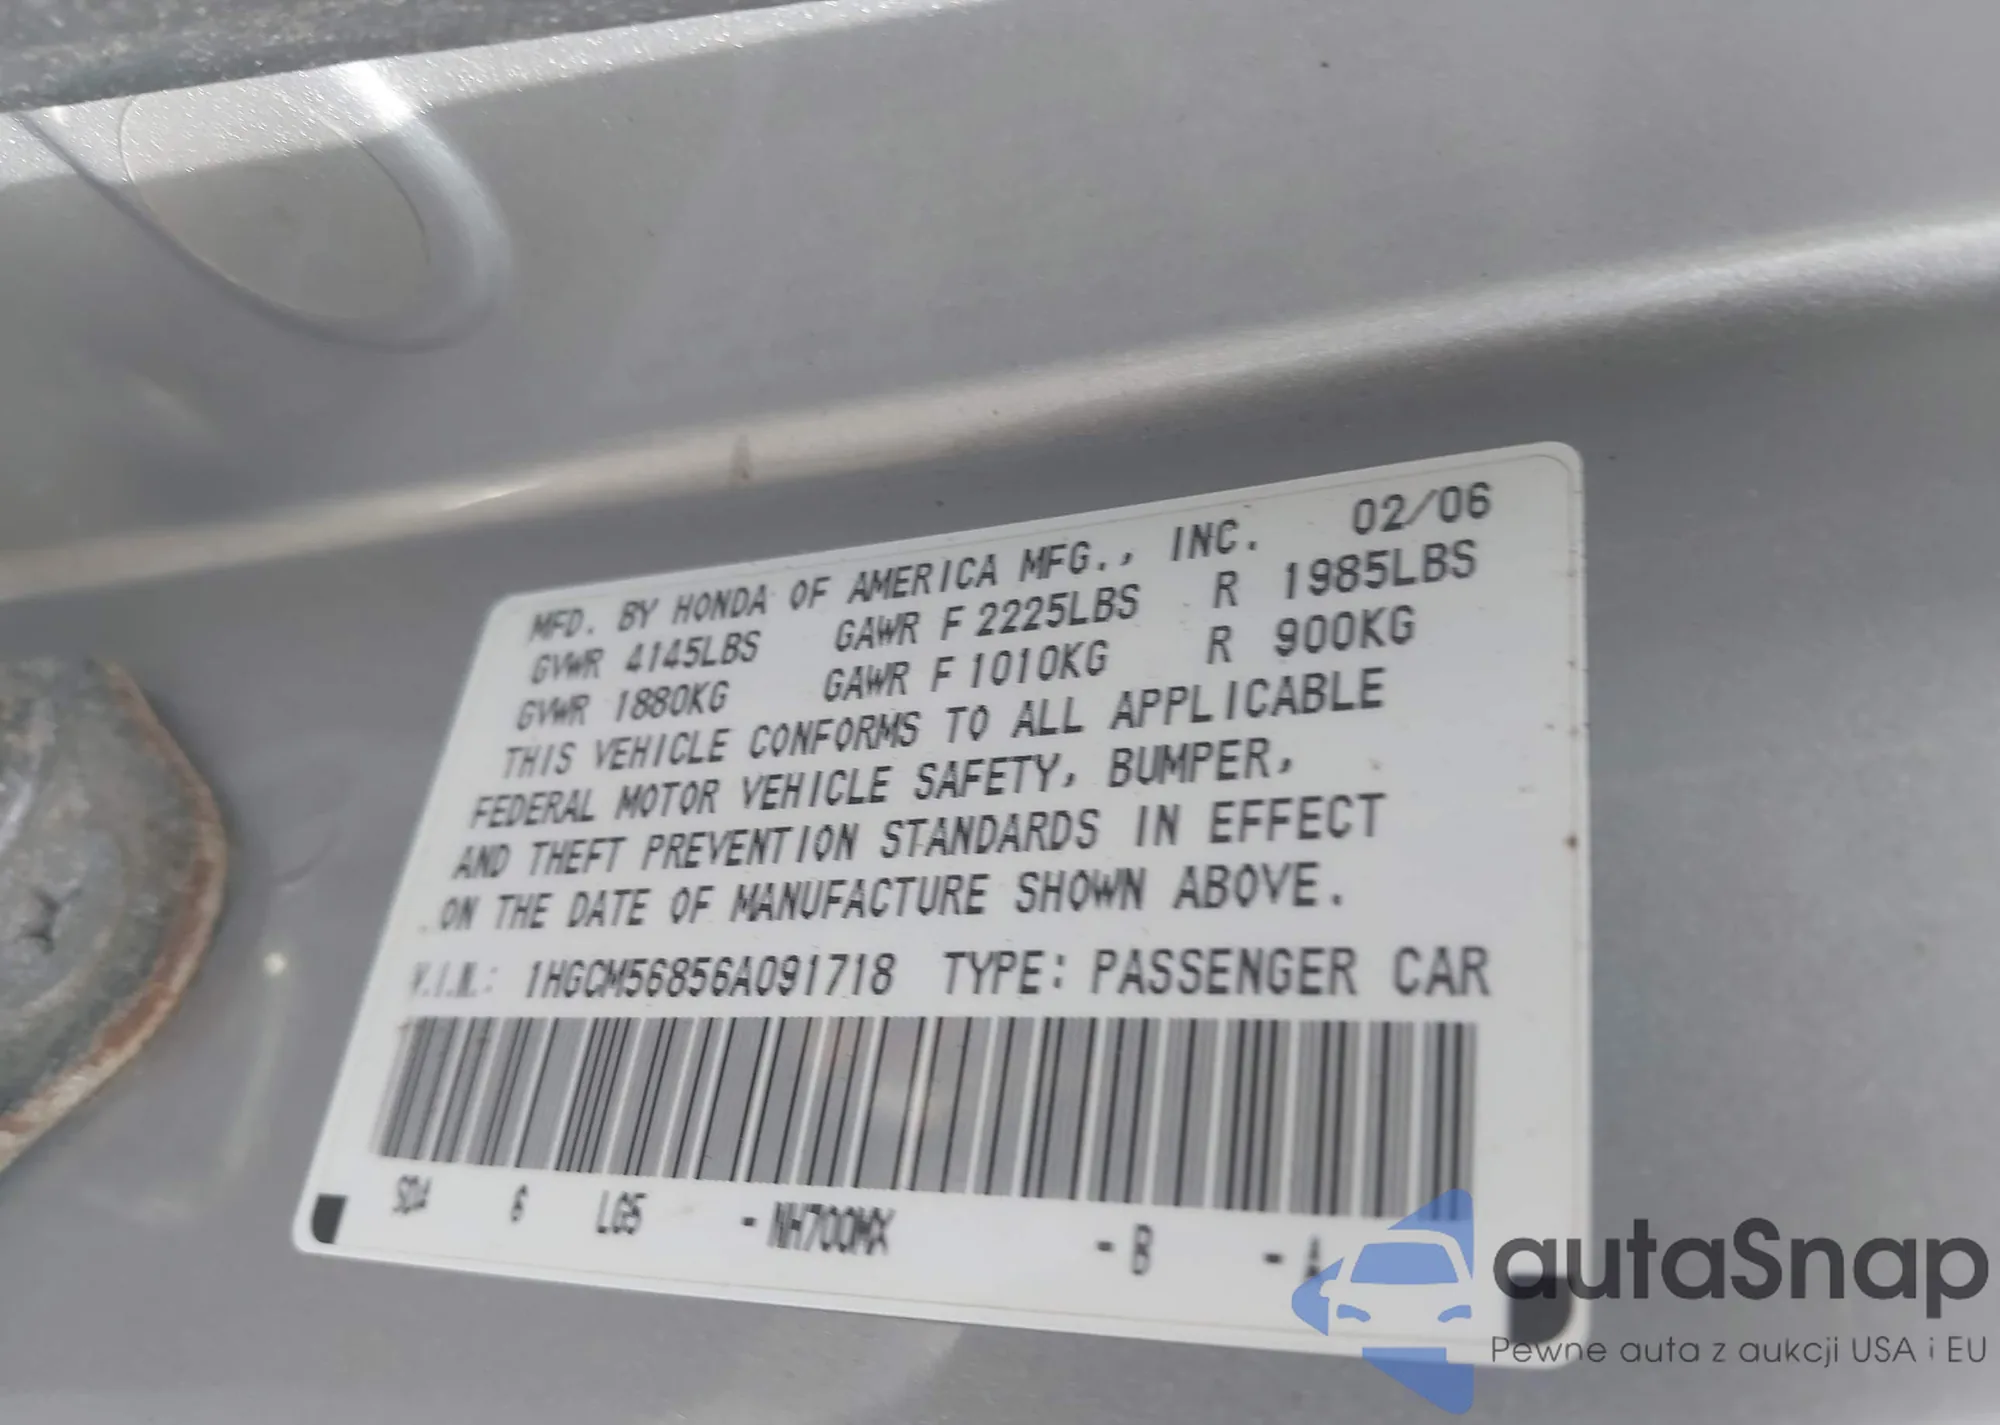 MFD. BY HONDA OF AMERICA MFG., INC. 02/06
GVWR 4145LBS GAWR F 2225LBS R 1985LBS
GVWR 1880KG GAWR F 1010KG R 900KG
THIS VEHICLE CONFORMS TO ALL APPLICABLE
FEDERAL MOTOR VEHICLE SAFETY, BUMPER,
AND THEFT PREVENTION STANDARDS IN EFFECT
ON THE DATE OF MANUFACTURE SHOWN ABOVE.
V.I.N.: 1HGCM56856A091718 TYPE: PASSENGER CAR
SDA 6 LG5 - NH700MX - B - A
autaSnap
Pewne auta z aukcji USA i EU